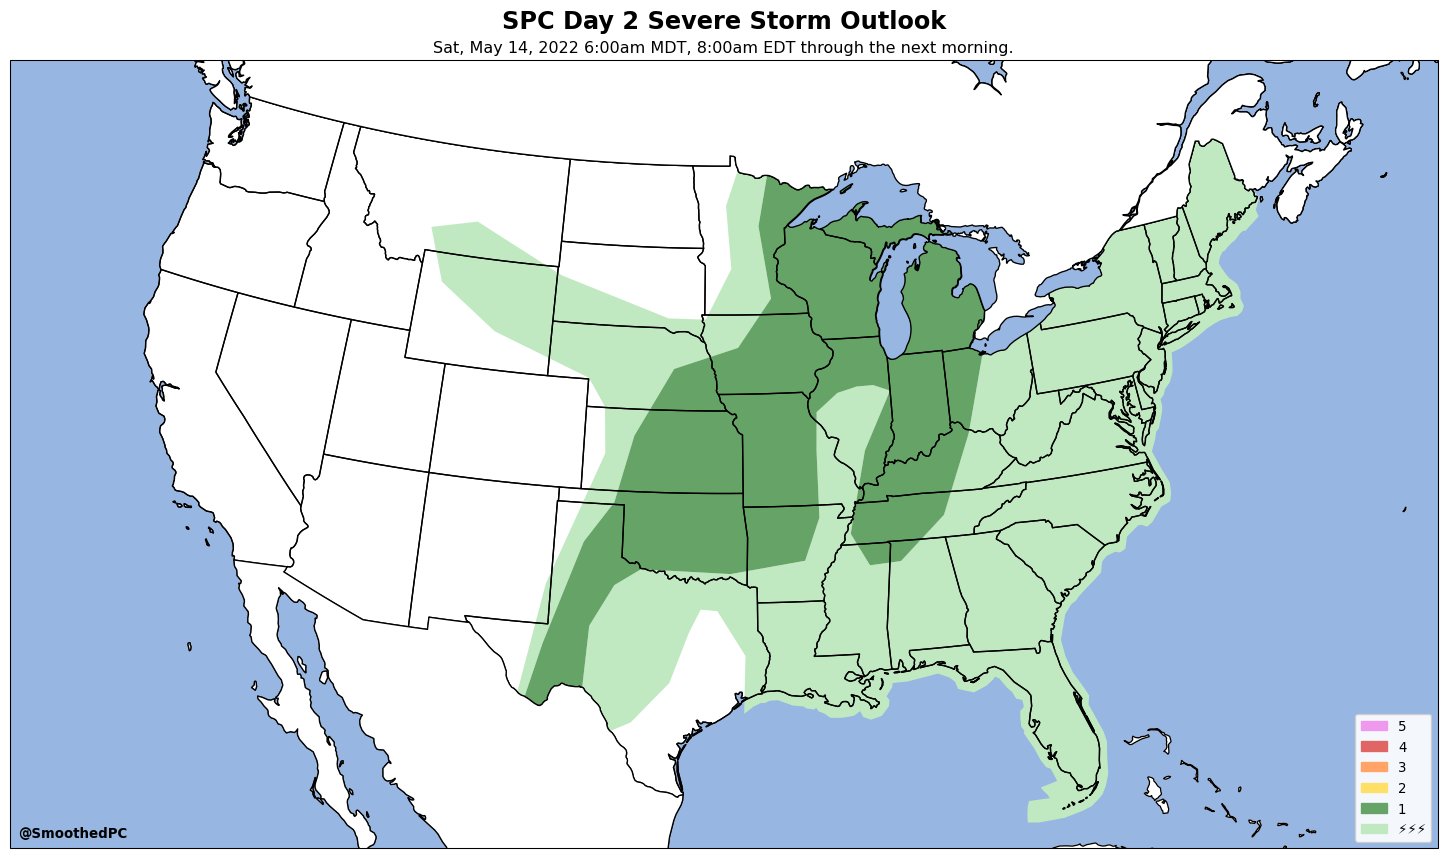 SPC Day 2 Severe Storm Outlook
Sat, May 14, 2022 6:00am MDT, 8:00am EDT through the next morning.
5
4
3
2
1
⚡⚡⚡
@SmoothedPC